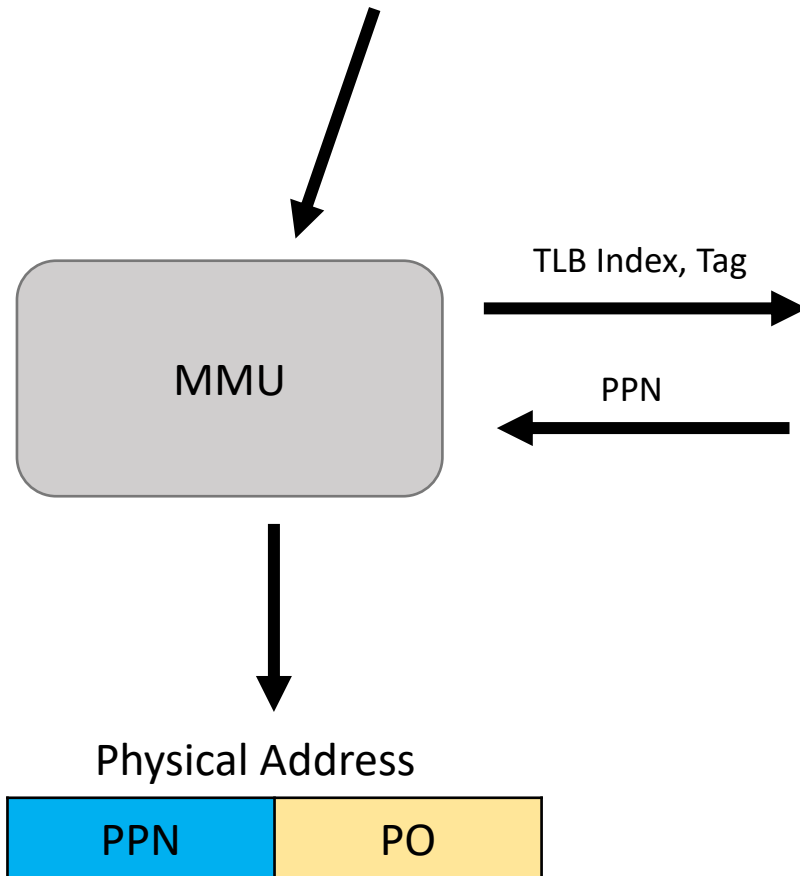 TLB Index, Tag
MMU
PPN
Physical Address
PPN
PO